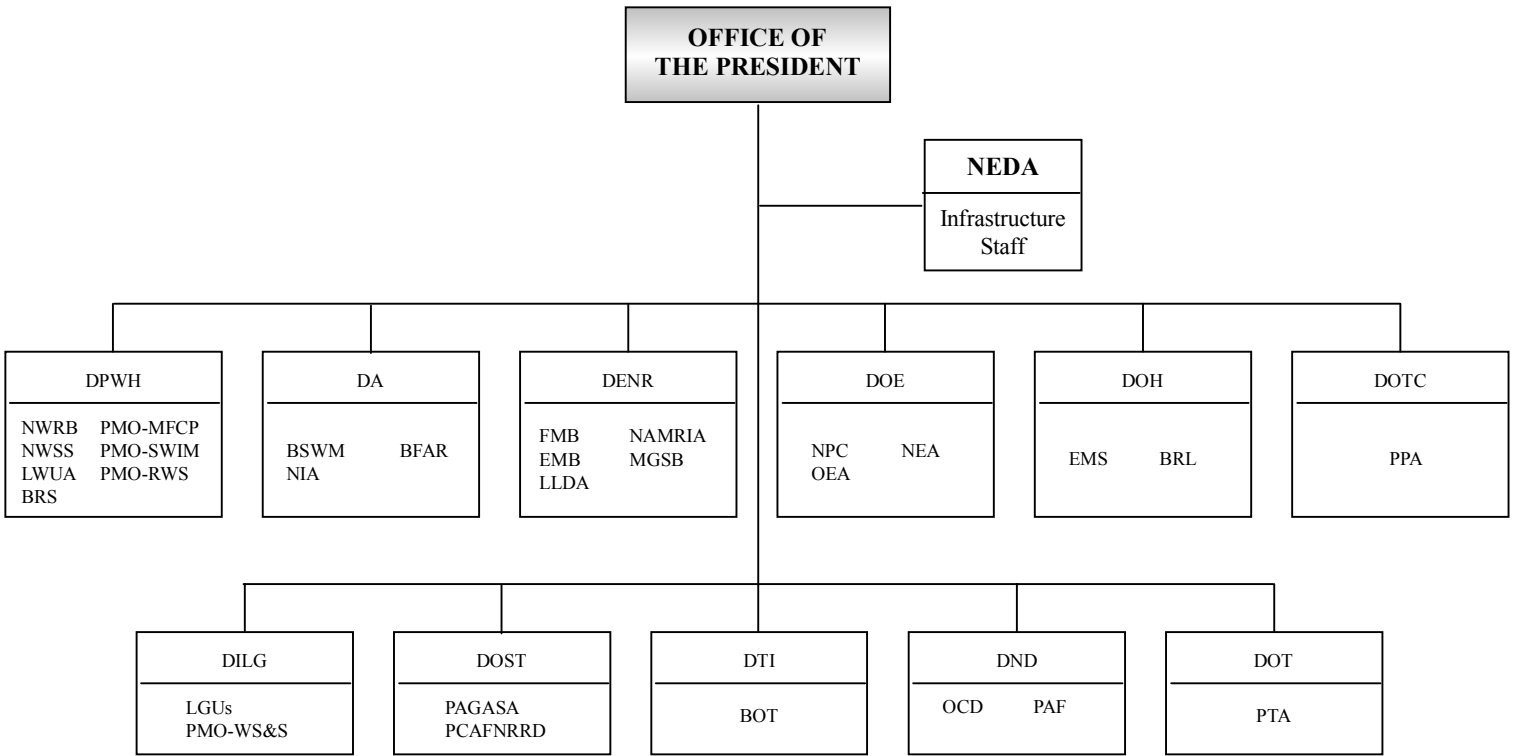 OFFICE OF
THE PRESIDENT
NEDA
Infrastructure
Staff
DPWH
NWRB PMO-MFCP
NWSS PMO-SWIM
LWUA PMO-RWS
BRS
DA
BSWM BFAR
NIA
DENR
FMB NAMRIA
EMB MGSB
LLDA
DOE
NPC NEA
OEA
DOH
EMS BRL
DOTC
PPA
DILG
LGUs
PMO-WS&S
DOST
PAGASA
PCAFNRRD
DTI
BOT
DND
OCD PAF
DOT
PTA